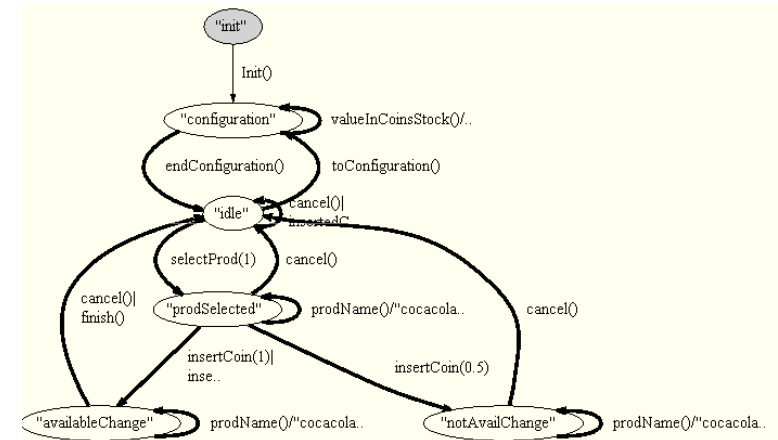 "init"
Init()
"configuration"
valueInCoinsStock()/..
endConfiguration()
toConfiguration()
"idle"
cancel()|
insertedC
selectProd(1)
cancel()
"prodSelected"
prodName()/"cocacola..
cancel()|
finish()
cancel()
insertCoin(1)|
inse..
insertCoin(0.5)
"availableChange"
prodName()/"cocacola..
"notAvailChange"
prodName()/"cocacola..